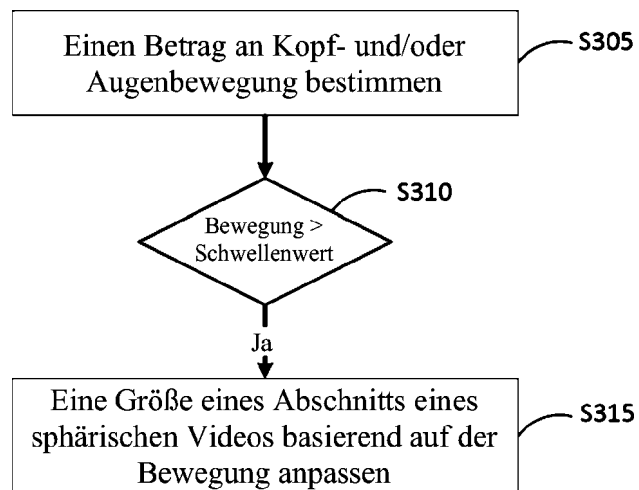 Einen Betrag an Kopf- und/oder
Augenbewegung bestimmen
S305
S310
Bewegung >
Schwellenwert
Ja
Eine Größe eines Abschnitts eines
sphärischen Videos basierend auf der
Bewegung anpassen
S315